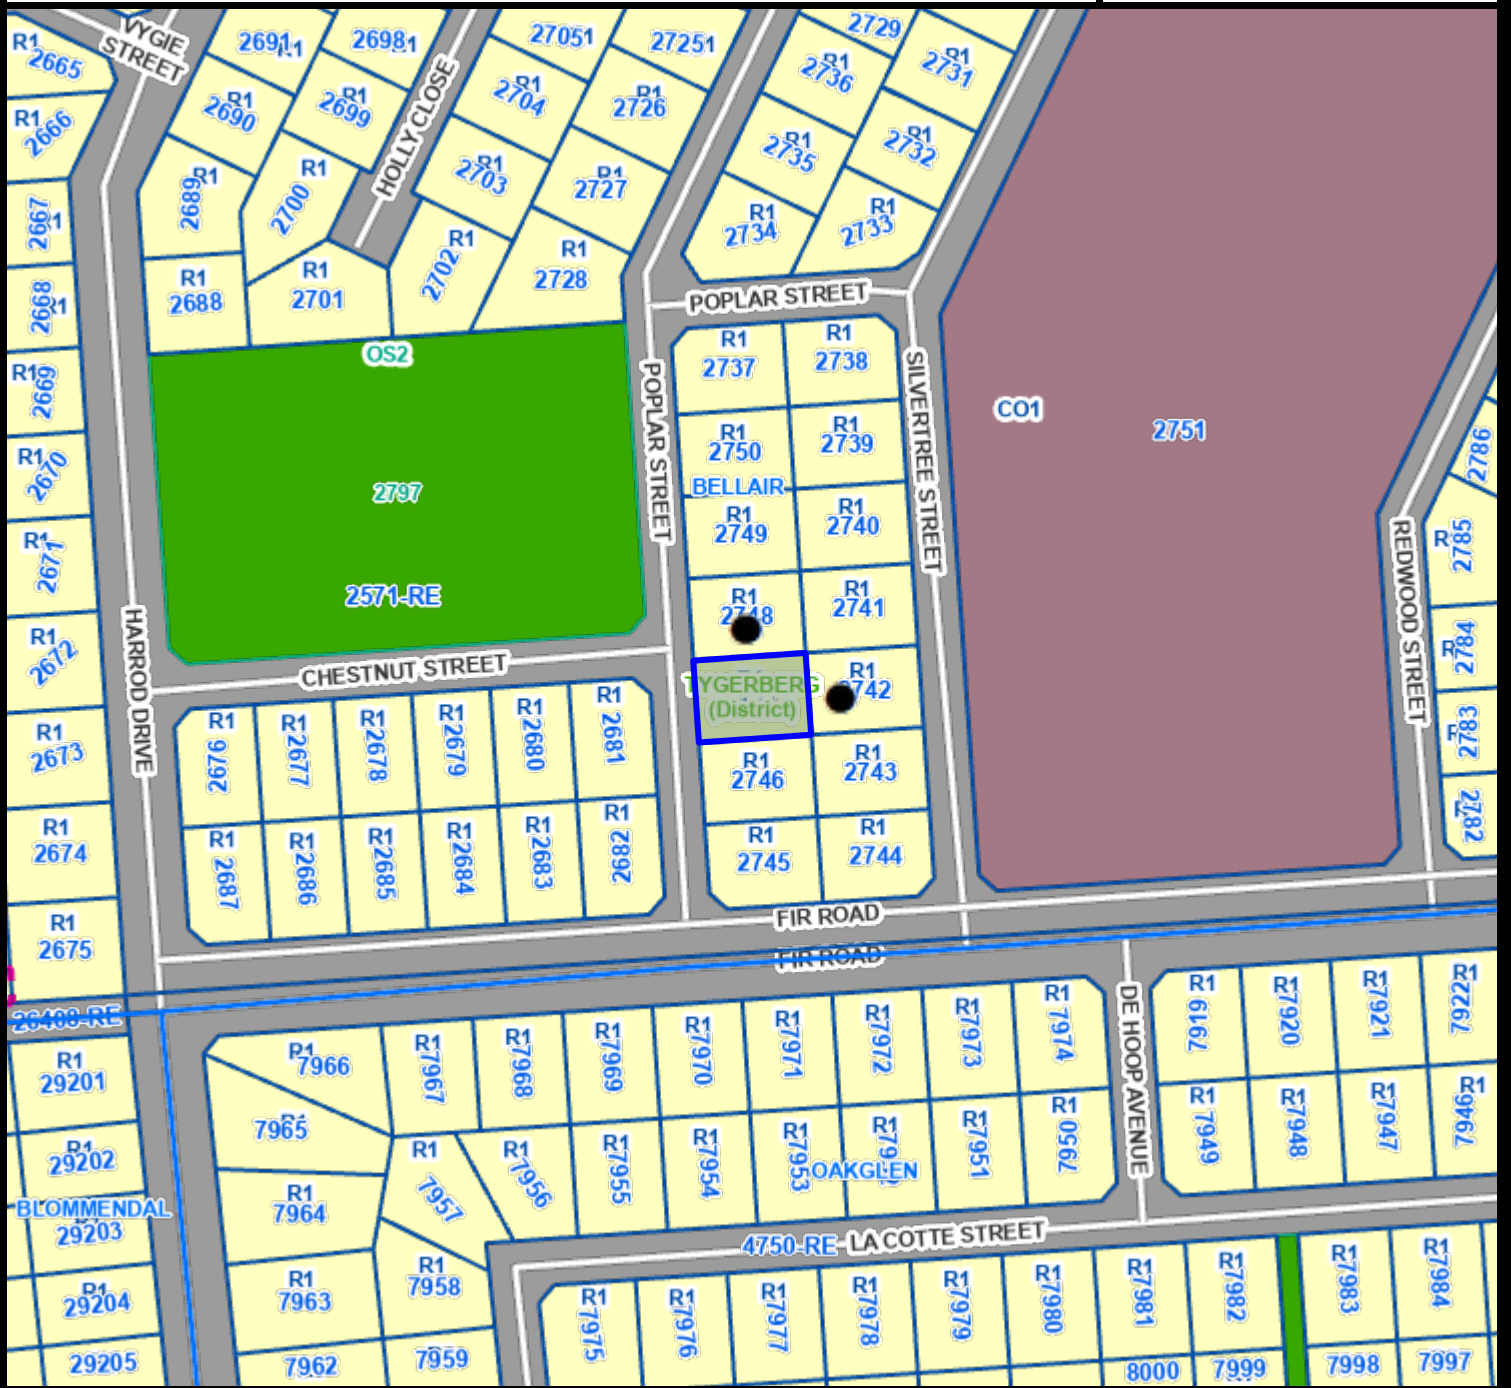 VYGIE
STREET
R1
2665
R1
2666
2667
2668
R1
2669
R1
2670
R1
2671
R1
2672
R1
2673
R1
2674
R1
2675
26408-RE
2691
2698
R1
2690
R1
2699
2689
R1
R1
2700
R1
2688
R1
2701
HOLLY CLOSE
27051
27251
R1
2704
R1
2726
R1
2703
R1
2727
R1
2702
R1
2728
2729
R1
2736
R1
2731
R1
2735
R1
2732
R1
2734
R1
2733
POPLAR STREET
OS2
2797
2571-RE
CHESTNUT STREET
HARROD DRIVE
POPLAR STREET
SILVERTREE STREET
REDWOOD STREET
R1
2737
R1
2738
R1
2750
R1
2739
BELLAIR
R1
2749
R1
2740
R1
2748
R1
2741
TYGERBERG
(District)
R1
2742
R1
2746
R1
2743
R1
2745
R1
2744
CO1
2751
2786
2785
2784
2783
2872
R1
2676
R1
2677
R1
2678
R1
2679
R1
2680
R1
2681
R1
2687
R1
2686
R1
2685
R1
2684
R1
2683
R1
2892
FIR ROAD
FIR ROAD
DE HOOP AVENUE
R1
29201
R1
29202
BLOMMENDAL
29203
R1
29204
29205
R1
7966
R1
7965
R1
7964
R1
7963
7962
R1
7967
R1
7968
R1
7969
R1
7970
R1
7971
R1
7972
R1
7973
R1
7974
R1
7957
R1
7956
R1
7955
R1
7954
R1
7953
R1
OAKGLEN
R1
7951
R1
7950
R1
7919
R1
7920
R1
7921
R1
7922
R1
7949
R1
7948
R1
7947
R1
7946
R1
7958
7959
4750-RE
LA COTTE STREET
R1
7975
R1
7976
R1
7977
R1
7978
R1
7979
R1
7980
R1
7981
R1
7982
R1
7983
R1
7984
8000
7999
7998
7997